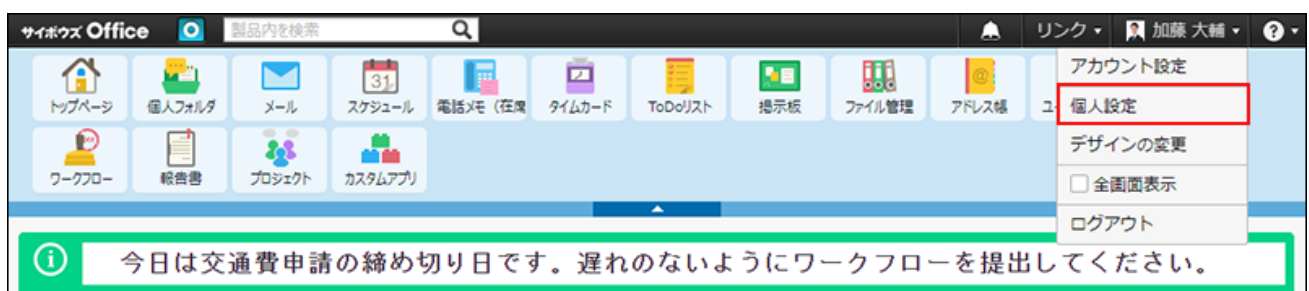 サイボウズ Office 製品内を検索 リンク 加藤 大輔 ?
トップページ 個人フォルダ メール スケジュール 電話メモ(在席 タイムカード ToDoリスト 掲示板 ファイル管理 アドレス帳 ユ
31
ワークフロー 報告書 プロジェクト カスタムアプリ
アカウント設定
個人設定
デザインの変更
全画面表示
ログアウト
今日は交通費申請の締め切り日です。遅れのないようにワークフローを提出してください。